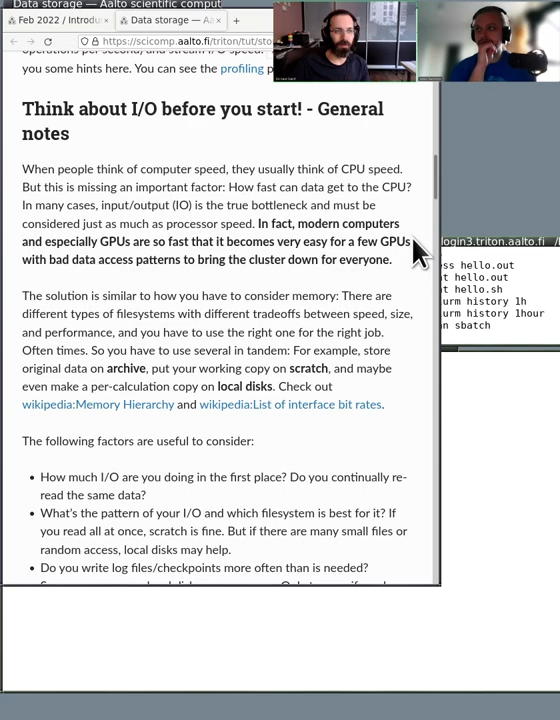 Data storage — Aalto scientific comput
Feb 2022 / Introdu
Data storage — Aa
https://scicomp.aalto.fi/triton/tut/sto
you some hints here. You can see the profiling p
Think about I/O before you start! - General
notes
When people think of computer speed, they usually think of CPU speed.
But this is missing an important factor: How fast can data get to the CPU?
In many cases, input/output (IO) is the true bottleneck and must be
considered just as much as processor speed. In fact, modern computers
and especially GPUs are so fast that it becomes very easy for a few GPUs
with bad data access patterns to bring the cluster down for everyone.
The solution is similar to how you have to consider memory: There are
different types of filesystems with different tradeoffs between speed, size,
and performance, and you have to use the right one for the right job.
Often times. So you have to use several in tandem: For example, store
original data on archive, put your working copy on scratch, and maybe
even make a per-calculation copy on local disks. Check out
wikipedia:Memory Hierarchy and wikipedia:List of interface bit rates.
The following factors are useful to consider:
• How much I/O are you doing in the first place? Do you continually re-
read the same data?
• What's the pattern of your I/O and which filesystem is best for it? If
you read all at once, scratch is fine. But if there are many small files or
random access, local disks may help.
• Do you write log files/checkpoints more often than is needed?
login3.triton.aalto.fi
ess hello.out
at hello.out
at hello.sh
urm history 1h
urm history 1hour
an sbatch